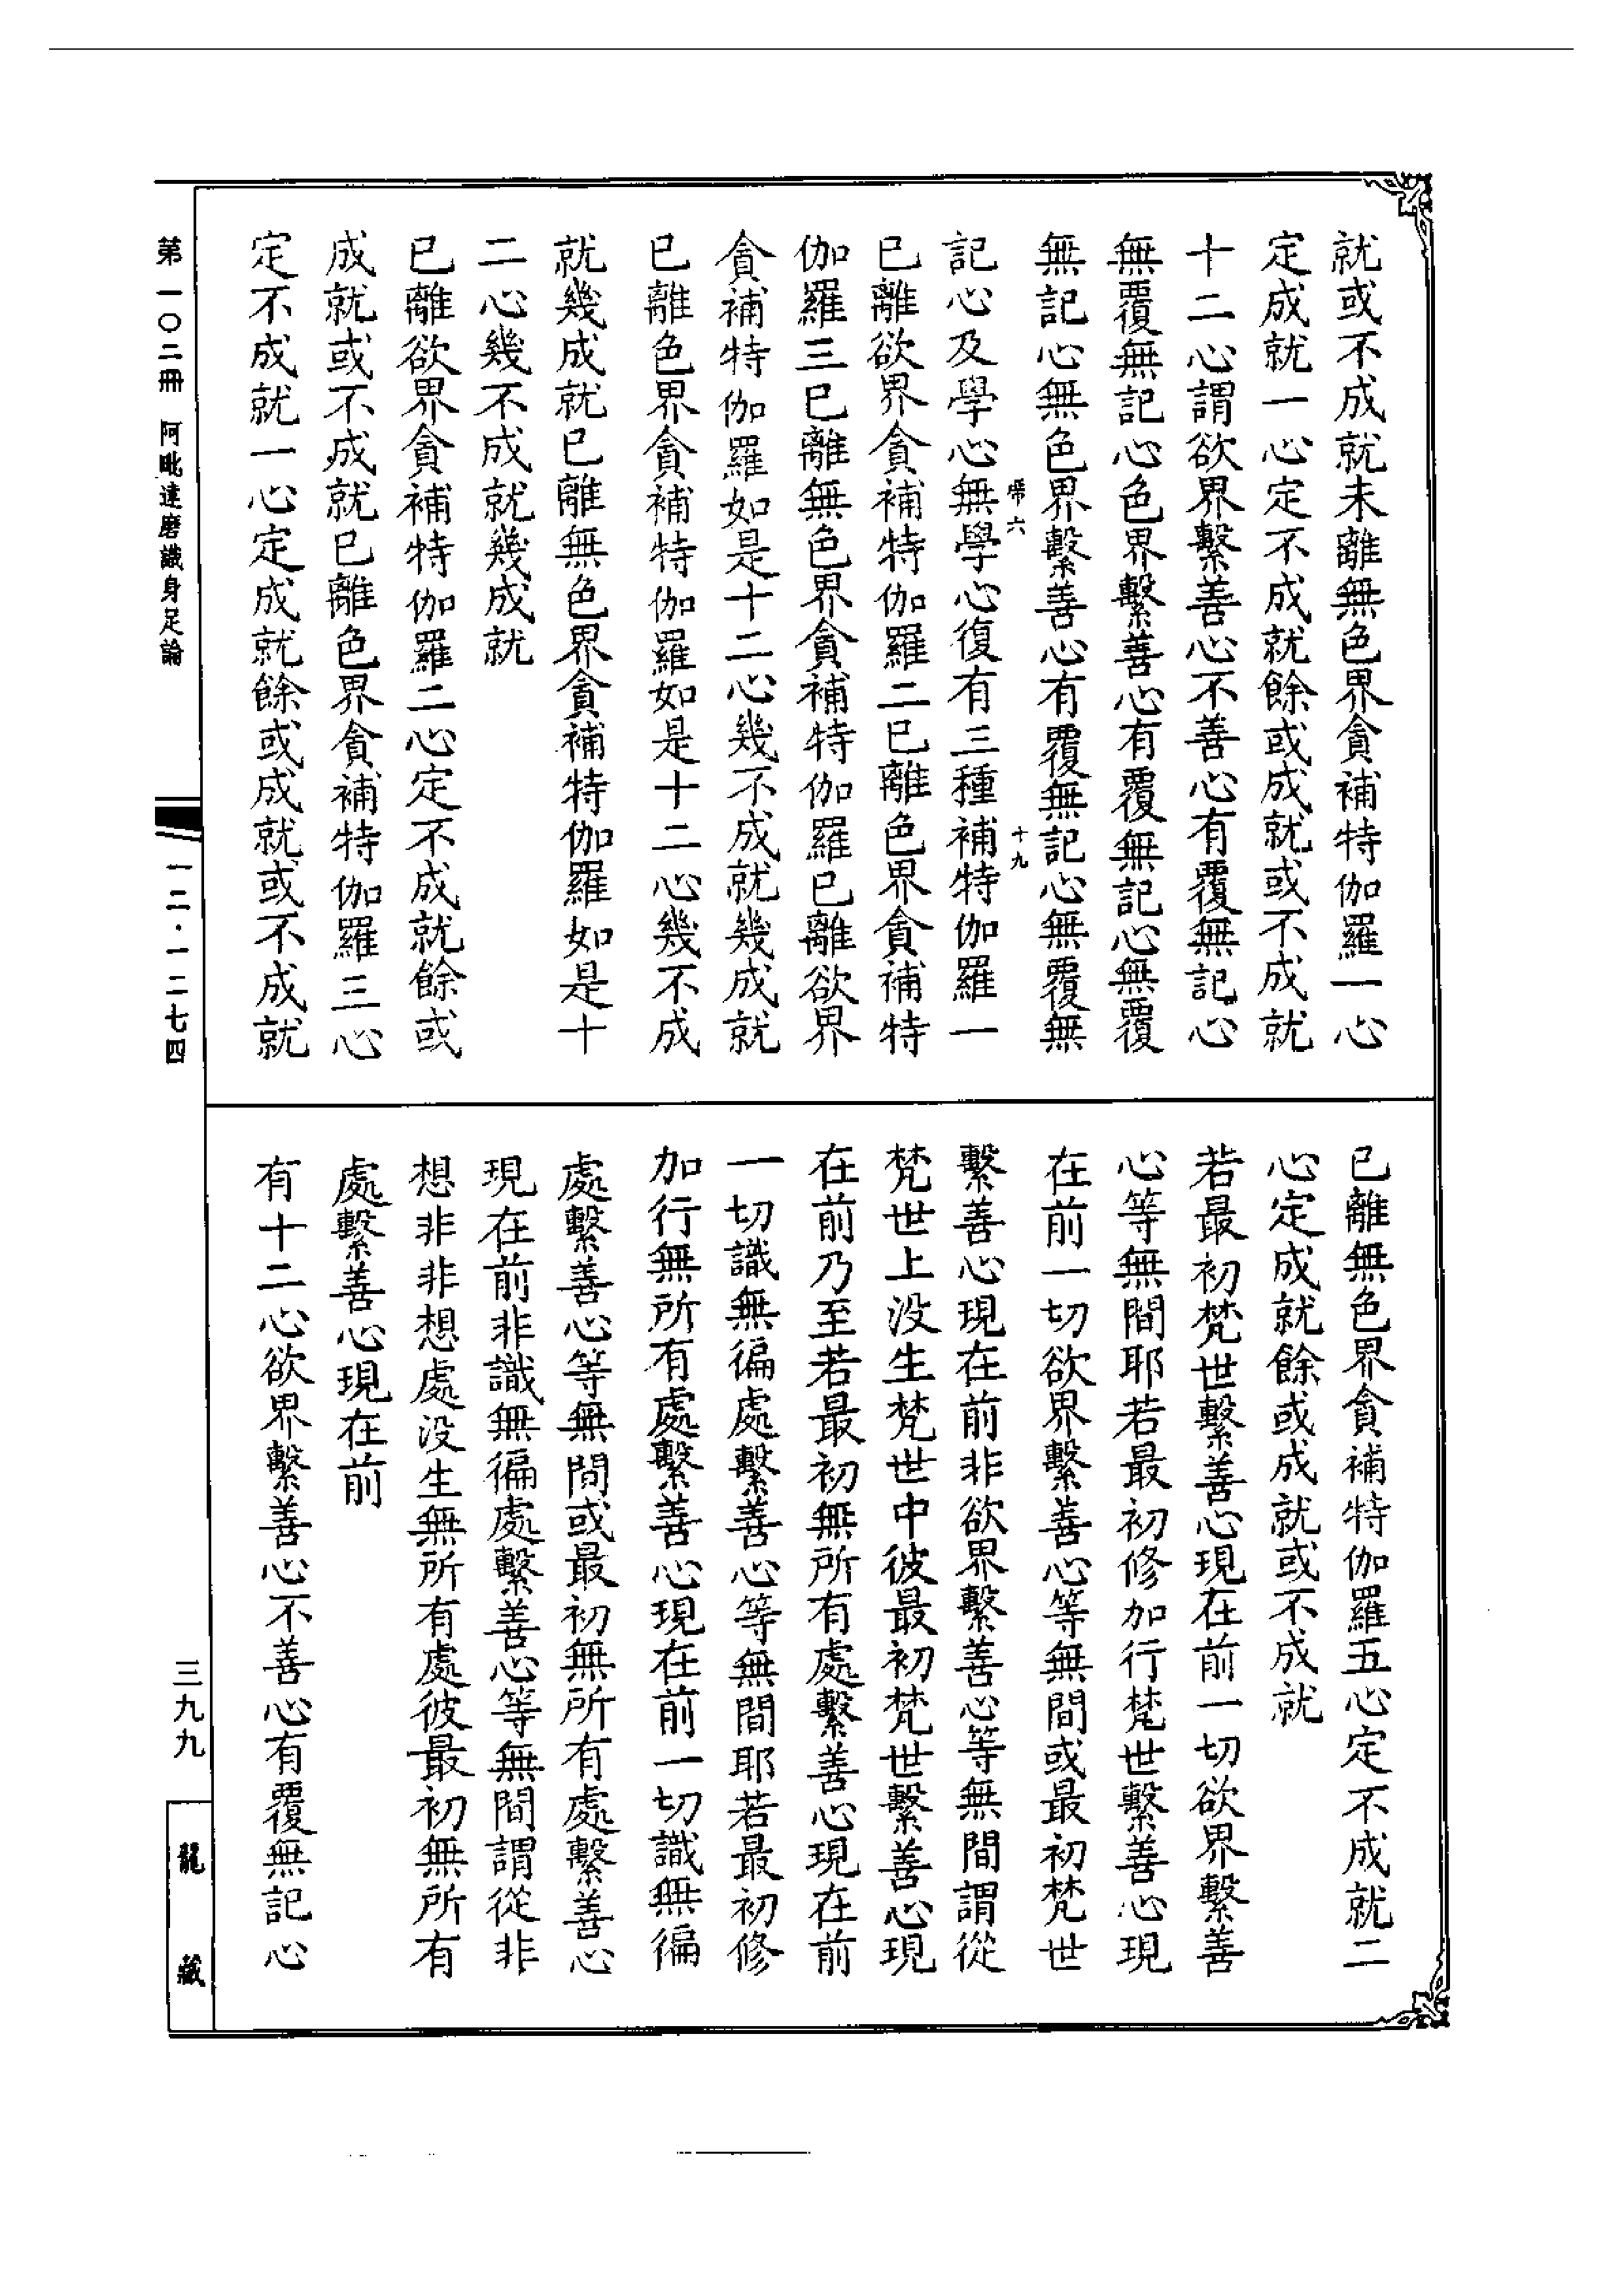 就或不成就未離無色界貪補特伽羅一心
定成就一心定不成就餘或成就或不成就
十二心謂欲界繫善心不善心有覆無記心
無覆無記心色界繫善心有覆無記心無覆
無記心無色界繫善心有覆無記心無覆無
六 十九
記心及學心無學心復有三種補特伽羅一
已離欲界貪補特伽羅二已離色界貪補特
伽羅三已離無色界貪補特伽羅已離欲界
貪補特伽羅如是十二心幾不成就幾成就
已離色界貪補特伽羅如是十二心幾不成
就幾成就已離無色界貪補特伽羅如是十
二心幾不成就幾成就
已離欲界貪補特伽羅二心定不成就餘或
成就或不成就已離色界貪補特伽羅三心
定不成就一心定成就餘或成就或不成就
已離無色界貪補特伽羅五心定不成就二
心定成就餘或成就或不成就
若最初梵世繫善心現在前一切欲界繫善
心等無間耶若最初修加行梵世繫善心現
在前一切欲界繫善心等無間或最初梵世
繫善心現在前非欲界繫善心等無間謂從
梵世上没生梵世中彼最初梵世繫善心現
在前乃至若最初無所有處繫善心現在前
一切識無徧處繫善心等無間耶若最初修
加行無所有處繫善心現在前一切識無徧
處繫善心等無間或最初無所有處繫善心
現在前非識無徧處繫善心等無間謂從非
想非非想處没生無所有處彼最初無所有
處繫善心現在前
有十二心欲界繫善心不善心有覆無記心
第一〇二冊 阿毗達磨識身足論
一二·一二七四
三九九
龍藏